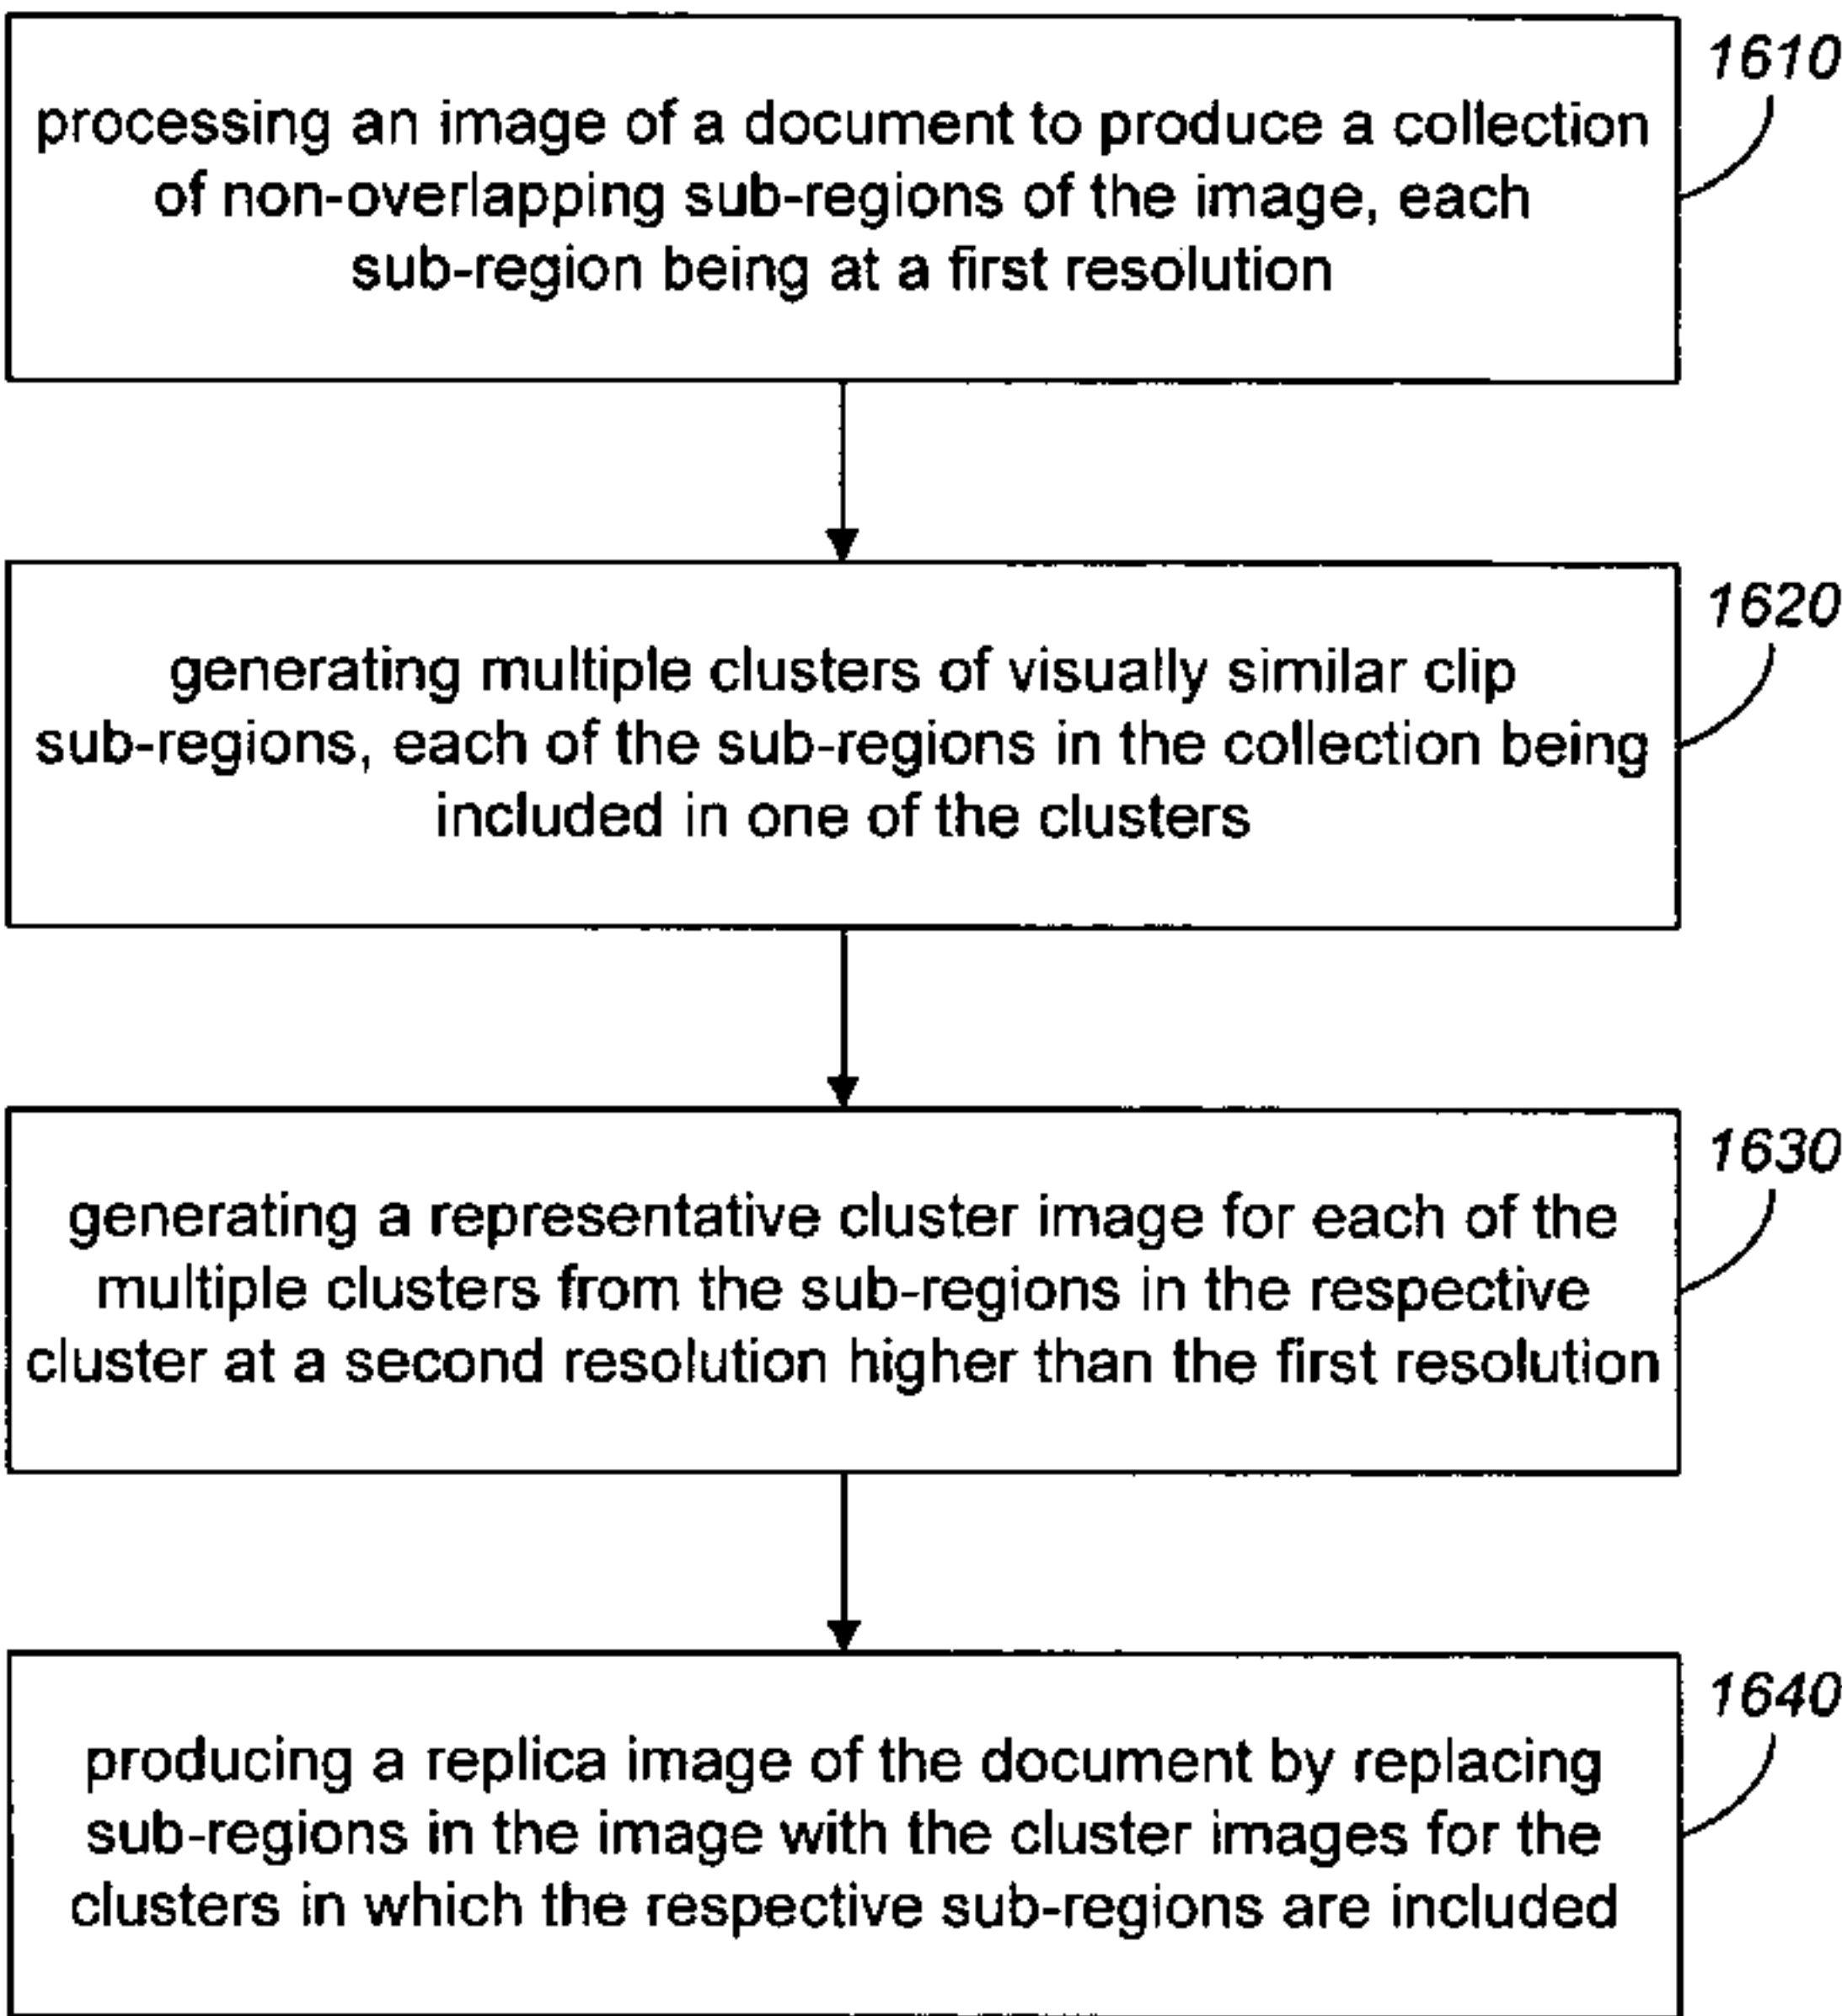 1610
processing an image of a document to produce a collection
of non-overlapping sub-regions of the image, each
sub-region being at a first resolution
1620
generating multiple clusters of visually similar clip
sub-regions, each of the sub-regions in the collection being
included in one of the clusters
1630
generating a representative cluster image for each of the
multiple clusters from the sub-regions in the respective
cluster at a second resolution higher than the first resolution
1640
producing a replica image of the document by replacing
sub-regions in the image with the cluster images for the
clusters in which the respective sub-regions are included